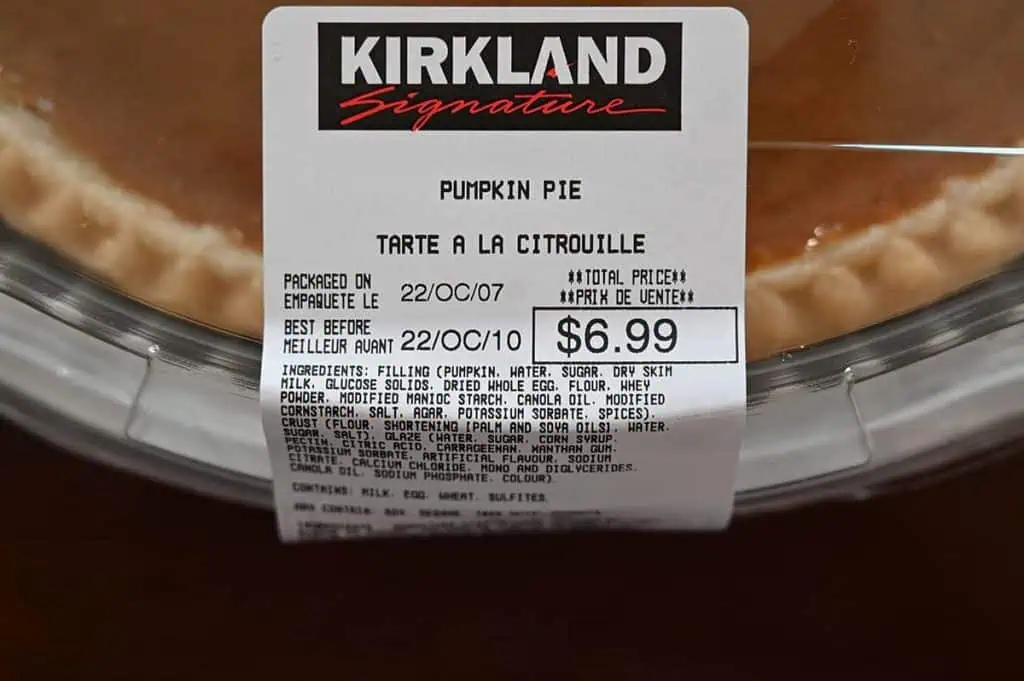 KIRKLAND
Signature
PUMPKIN PIE
TARTE A LA CITROUILLE
PACKAGED ON
EMPAQUETE LE 22/OC/07
**TOTAL PRICE**
**PRIX DE VENTE**
BEST BEFORE
MEILLEUR AVANT 22/OC/10
$6.99
INGREDIENTS: FILLING (PUMPKIN, WATER, SUGAR, DRY SKIM
MILK, GLUCOSE SOLIDS, DRIED WHOLE EGG, FLOUR, WHEY
POWDER, MODIFIED MANIOC STARCH, CANOLA OIL, MODIFIED
CORNSTARCH, SALT, AGAR, POTASSIUM SORBATE, SPICES),
CRUST (FLOUR, SHORTENING [PALM AND SOYA OILS], WATER,
SUGAR, SALT), GLAZE (WATER, SUGAR, CORN SYRUP,
PECTIN, CITRIC ACID, CARRAGEENAN, XANTHAN GUM,
POTASSIUM SORBATE, ARTIFICIAL FLAVOUR, SODIUM
CITRATE, CALCIUM CHLORIDE, MONO AND DIGLYCERIDES,
CANOLA OIL, SODIUM PHOSPHATE, COLOUR).
CONTAINS: MILK, EGG, WHEAT, SULFITES
MAY CONTAIN